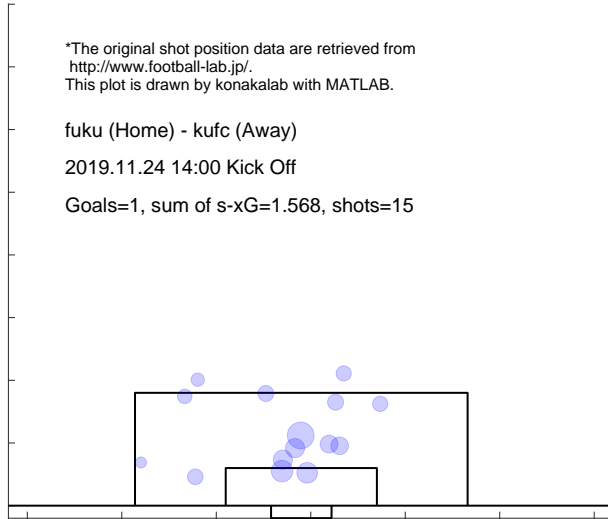 *The original shot position data are retrieved from
http://www.football-lab.jp/.
This plot is drawn by konakalab with MATLAB.
fuku (Home) - kufc (Away)
2019.11.24 14:00 Kick Off
Goals=1, sum of s-xG=1.568, shots=15